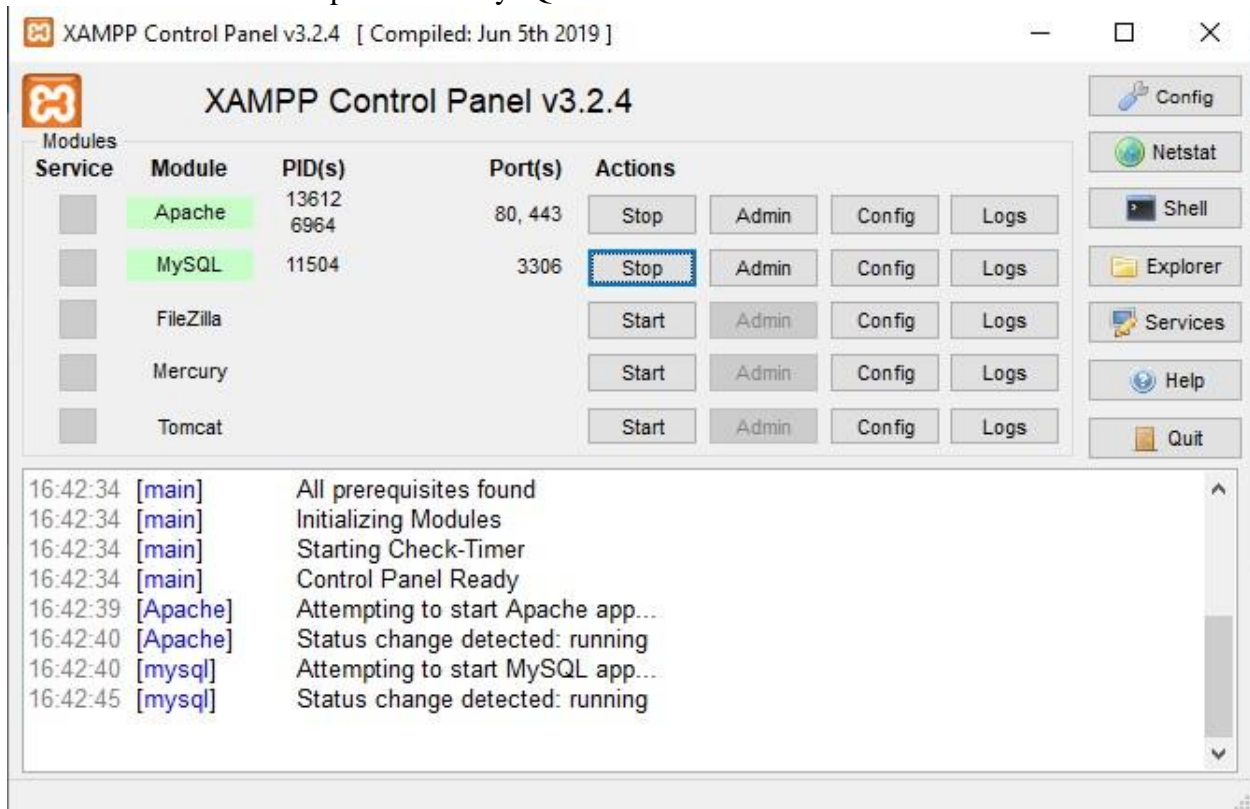 XAMPP Control Panel v3.2.4 [ Compiled: Jun 5th 2019 ]
XAMPP Control Panel v3.2.4
Config
Modules
Netstat
Service Module PID(s) Port(s) Actions
Apache 13612 6964 80, 443 Stop Admin Config Logs
Shell
MySQL 11504 3306 Stop Admin Config Logs
Explorer
FileZilla Start Admin Config Logs
Services
Mercury Start Admin Config Logs
Help
Tomcat Start Admin Config Logs
Quit
16:42:34 [main] All prerequisites found
16:42:34 [main] Initializing Modules
16:42:34 [main] Starting Check-Timer
16:42:34 [main] Control Panel Ready
16:42:39 [Apache] Attempting to start Apache app...
16:42:40 [Apache] Status change detected: running
16:42:40 [mysql] Attempting to start MySQL app...
16:42:45 [mysql] Status change detected: running